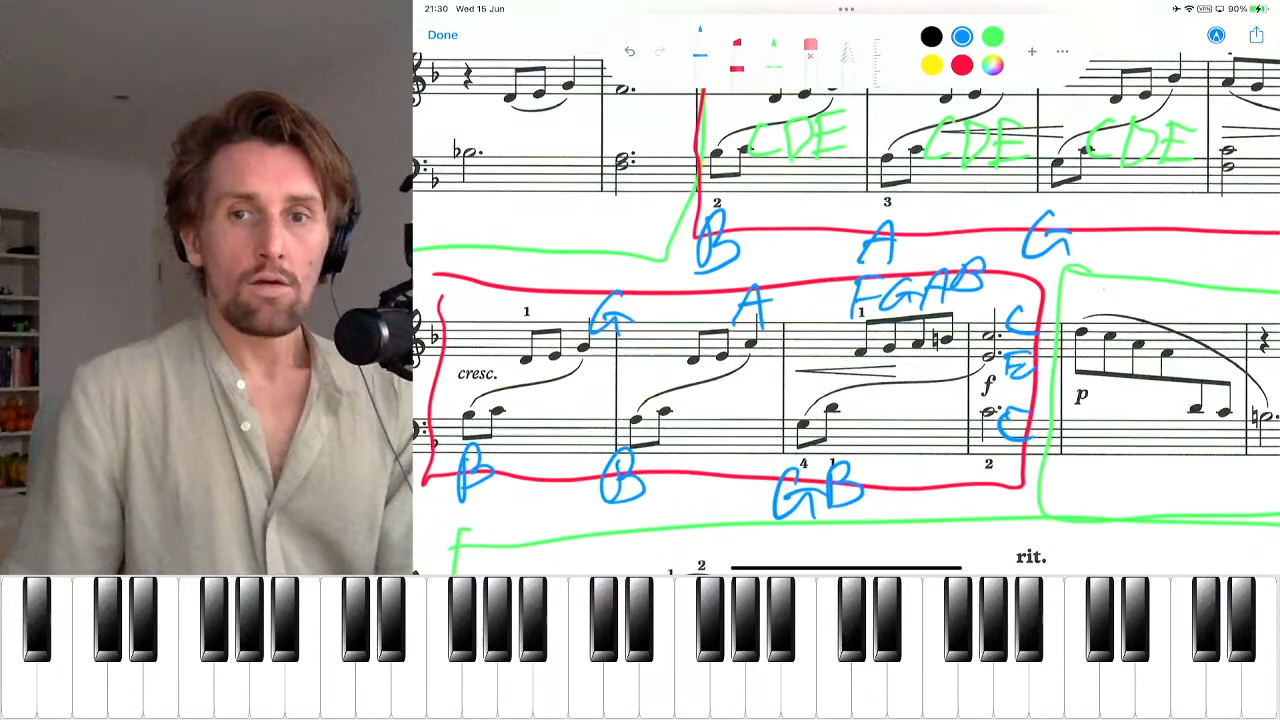 21:30 Wed 15 Jun 90%
Done
CDE CDE CDE
2 3
B A G
1 G A 1 FGAB C
cresc. E
f p
C
4 1 2
B B GB
rit.
1 2